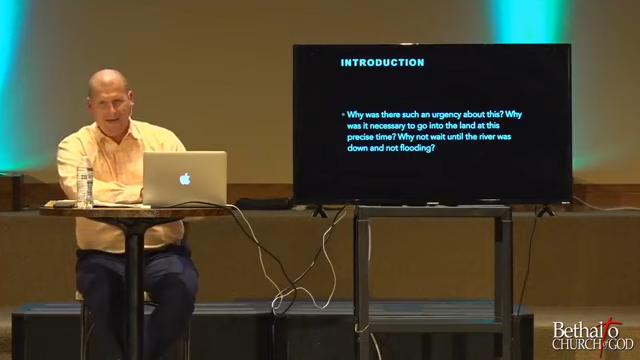 INTRODUCTION
Why was there such an urgency about this? Why
was it necessary to go into the land at this
precise time? Why not wait until the river was
down and not flooding?
Bethalto
CHURCH of GOD